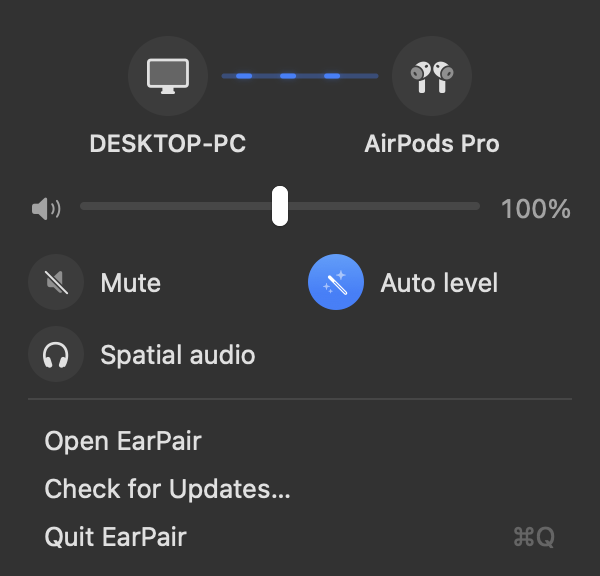 DESKTOP-PC
AirPods Pro
100%
Mute
Auto level
Spatial audio
Open EarPair
Check for Updates...
Quit EarPair ⌘Q